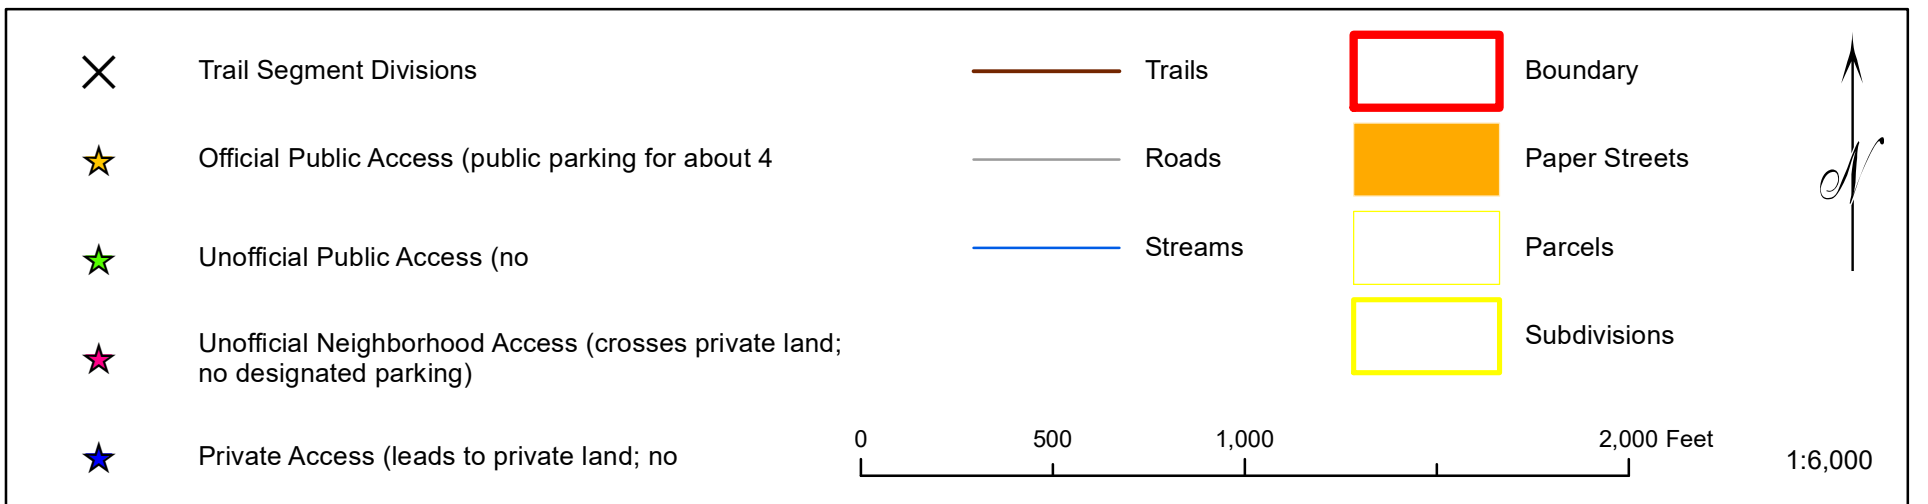 Trail Segment Divisions
Official Public Access (public parking for about 4
Unofficial Public Access (no
Unofficial Neighborhood Access (crosses private land;
no designated parking)
Private Access (leads to private land; no
Trails
Roads
Streams
Boundary
Paper Streets
Parcels
Subdivisions
N
0 500 1,000 2,000 Feet
1:6,000